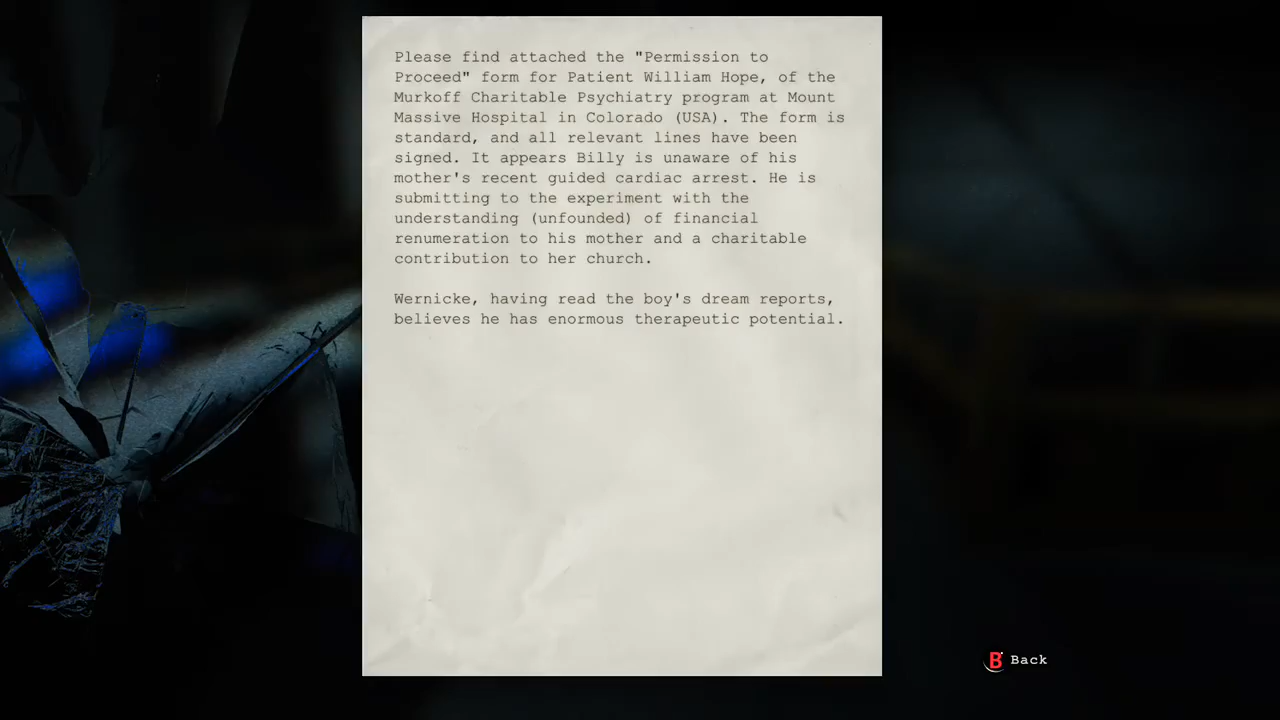 Please find attached the "Permission to
Proceed" form for Patient William Hope, of the
Murkoff Charitable Psychiatry program at Mount
Massive Hospital in Colorado (USA). The form is
standard, and all relevant lines have been
signed. It appears Billy is unaware of his
mother's recent guided cardiac arrest. He is
submitting to the experiment with the
understanding (unfounded) of financial
renumeration to his mother and a charitable
contribution to her church.
Wernicke, having read the boy's dream reports,
believes he has enormous therapeutic potential.
B Back